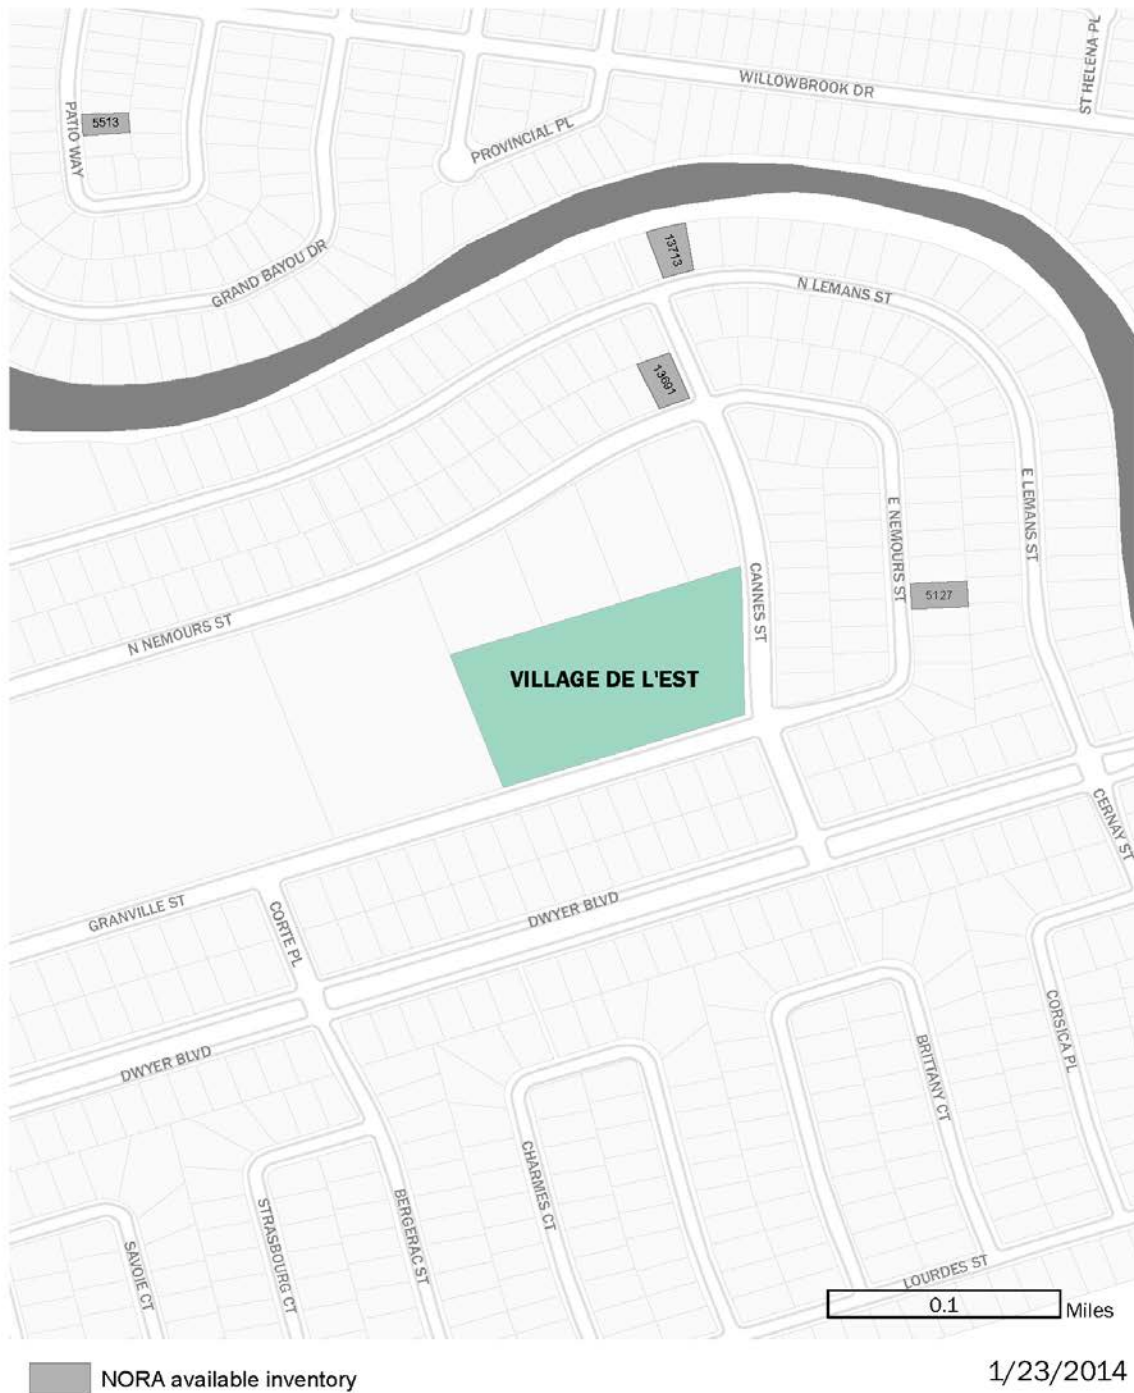 ST HELENA PL
WILLOWBROOK DR
PATIO WAY
5513
PROVINCIAL PL
GRAND BAYOU DR
13713
N LEMANS ST
13691
E LEMANS ST
E NEMOURS ST
CANNES ST
5127
N NEMOURS ST
VILLAGE DE L'EST
CERNAY ST
GRANVILLE ST
CORTE PL
DWYER BLVD
DWYER BLVD
CORSICA PL
BRITTANY CT
CHARMES CT
BERGERAC ST
STRASBOURG CT
SAVOIE CT
LOURDES ST
0.1
Miles
NORA available inventory
1/23/2014